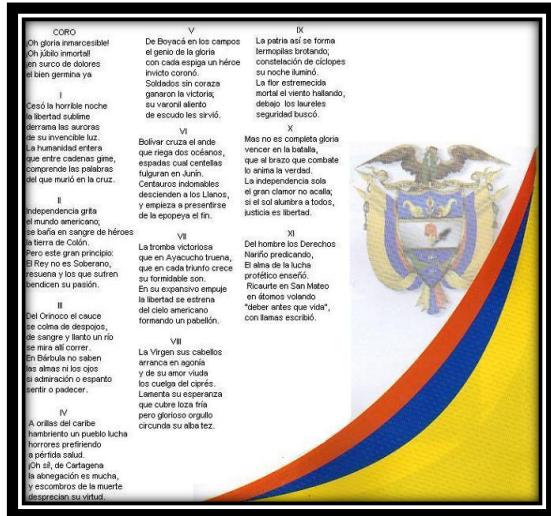 CORO
¡Oh gloria inmarcesible!
¡Oh júbilo inmortal!
¡en surco de dolores
el bien germina ya
I
Cesó la horrible noche
la libertad sublime
derrama las auroras
de su invencible luz.
La humanidad entera
que entre cadenas gime,
comprende las palabras
del que murió en la cruz.
II
Independencia grita
el mundo americano;
se baña en sangre de héroes
la tierra de Colón.
Pero este gran principio:
El Rey no es Soberano,
resuena y los que sufren
bendicen su pasión.
III
Del Orinoco el cauce
se colma de despojos,
de sangre y llanto un río
se mira allí correr.
En Bárbula no saben
las almas ni los ojos
si admiración o espanto
sentir o padecer.
IV
A orillas del caribe
hambriento un pueblo lucha
horrores prefiriendo
a pérfida salud.
¡Oh sí!, de Cartagena
la abnegación es mucha,
y escombros de la muerte
desprecian su virtud.
V
De Boyacá en los campos
el genio de la gloria
con cada espiga un héroe
invicto coronó.
Soldados sin coraza
ganaron la victoria;
su varonil aliento
de escudo les sirvió.
VI
Bolívar cruza el ande
que riega dos océanos,
espadas cual centellas
fulguran en Junín.
Centauros indomables
descienden a los Llanos,
y empieza a presentirse
de la epopeya el fin.
VII
La tromba victoriosa
que en Ayacucho truena,
que en cada triunfo crece
su formidable son.
En su expansivo empuje
la libertad se estrena
del cielo americano
formando un pabellón.
VIII
La Virgen sus cabellos
arranca en agonía
y de su amor viuda
los cuelga del ciprés.
Lamenta su esperanza
que cubre loza fría
pero glorioso orgullo
circunda su alba tez.
IX
La patria así se forma
termopilas brotando;
constelación de cíclopes
su noche iluminó.
La flor estremecida
mortal el viento hallando,
debajo los laureles
seguridad buscó.
X
Mas no es completa gloria
vencer en la batalla,
que al brazo que combate
lo anima la verdad.
La independencia sola
el gran clamor no acalla;
si el sol alumbra a todos,
justicia es libertad.
XI
Del hombre los Derechos
Nariño predicando,
El alma de la lucha
profético enseñó.
Ricaurte en San Mateo
en átomos volando
"deber antes que vida",
con llamas escribió.